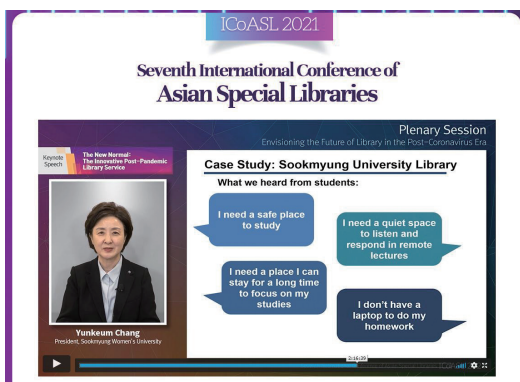 ICoASL 2021
Seventh International Conference of
Asian Special Libraries
Plenary Session
Envisioning the Future of Library in the Post-Coronavirus Era
Keynote
Speech
The New Normal:
The Innovative Post-Pandemic
Library Service
Case Study: Sookmyung University Library
What we heard from students:
I need a safe place
to study
I need a quiet space
to listen and
respond in remote
lectures
I need a place I can
stay for a long time
to focus on my
studies
I don't have a
laptop to do my
homework
Yunkeum Chang
President, Sookmyung Women's University
2:16:39